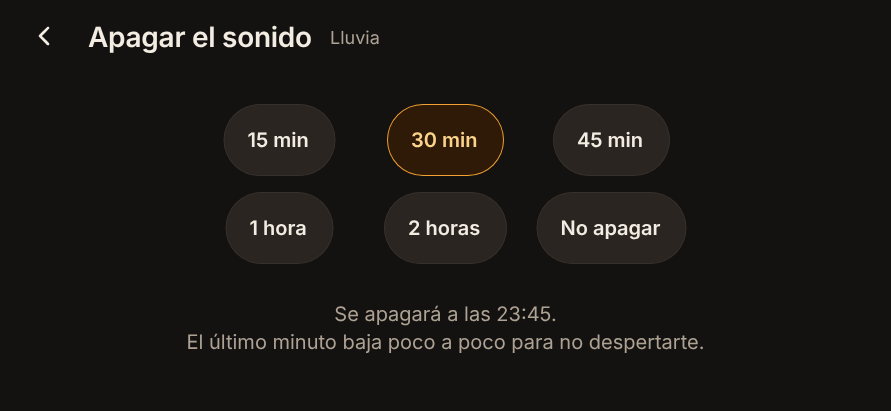 Apagar el sonido Lluvia
15 min 30 min 45 min
1 hora 2 horas No apagar
Se apagará a las 23:45.
El último minuto baja poco a poco para no despertarte.